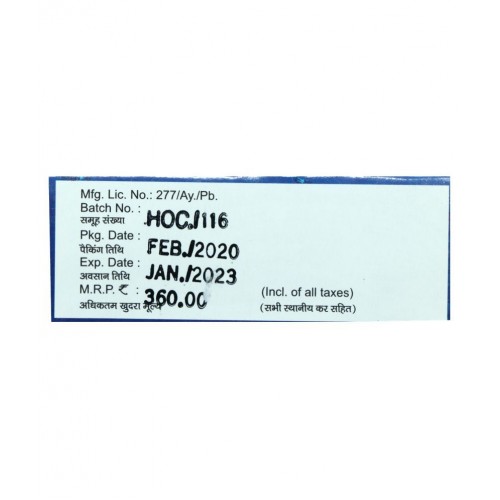 Mfg. Lic. No.: 277/Ay./Pb.
Batch No. :
समूह संख्या HOC./116
Pkg. Date :
पैकिंग तिथि FEB./2020
Exp. Date :
अवसान तिथि JAN./2023
M.R.P. ₹ : 360.00 (Incl. of all taxes)
अधिकतम खुदरा मूल्य (सभी स्थानीय कर सहित)